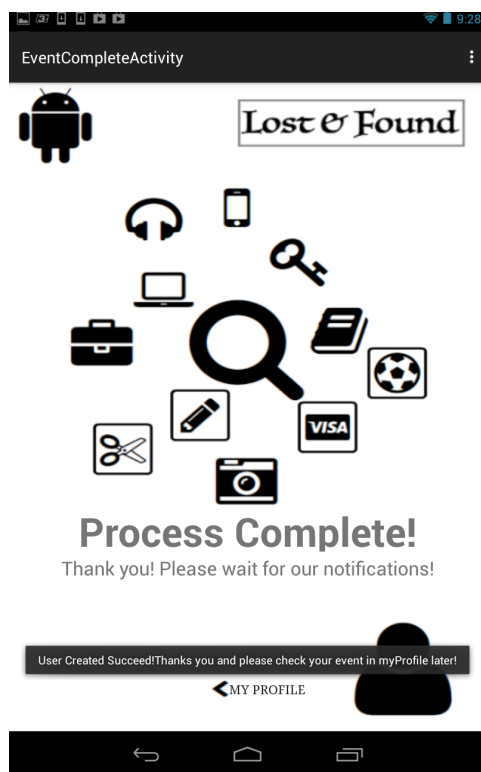 9:28
EventCompleteActivity
Lost & Found
VISA
Process Complete!
Thank you! Please wait for our notifications!
User Created Succeed!Thanks you and please check your event in myProfile later!
MY PROFILE